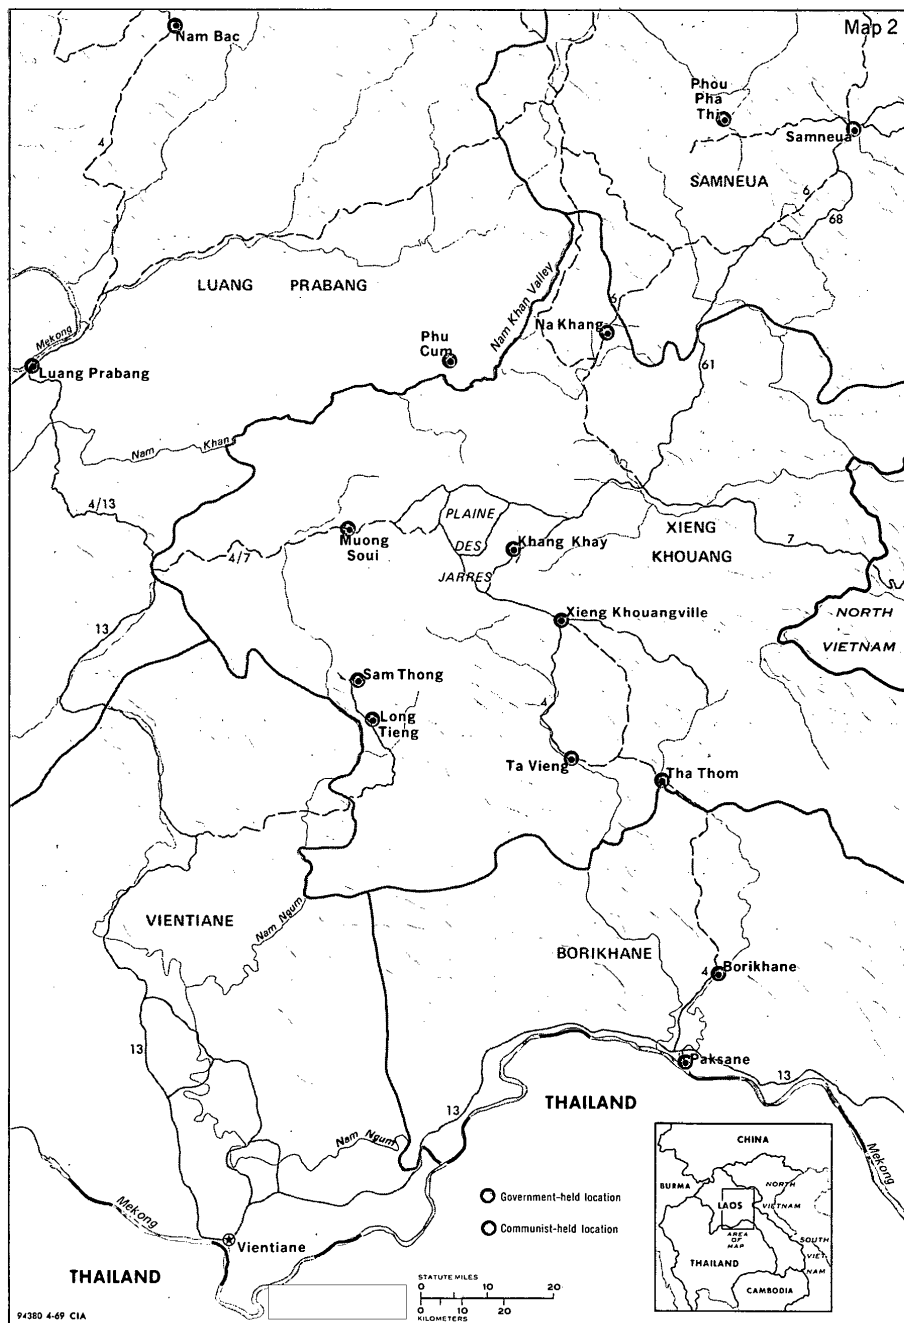 Map 2
Nam Bac
Phou
Pha
Thi
Samneua
4
SAMNEUA
6
68
LUANG PRABANG
Nam Khan Valley
6
Mekong
Na Khang
Phu
Cum
Luang Prabang
61
Nam Khan
4/13
PLAINE
DES
JARRES
XIENG
KHOUANG
Muong
Soui
Khang Khay
7
4/7
Xieng Khouangville
NORTH
VIETNAM
13
Sam Thong
4
Long
Tieng
Ta Vieng
Tha Thom
VIENTIANE
Nam Ngum
BORIKHANE
4
Borikhane
13
Paksane
13
THAILAND
13
Nam Ngum
Mekong
Mekong
Vientiane
THAILAND
Government-held location
Communist-held location
CHINA
BURMA
NORTH
VIETNAM
LAOS
AREA
OF
MAP
SOUTH
VIET
NAM
THAILAND
CAMBODIA
STATUTE MILES
0 10 20
0 10 20
KILOMETERS
94380 4-69 CIA